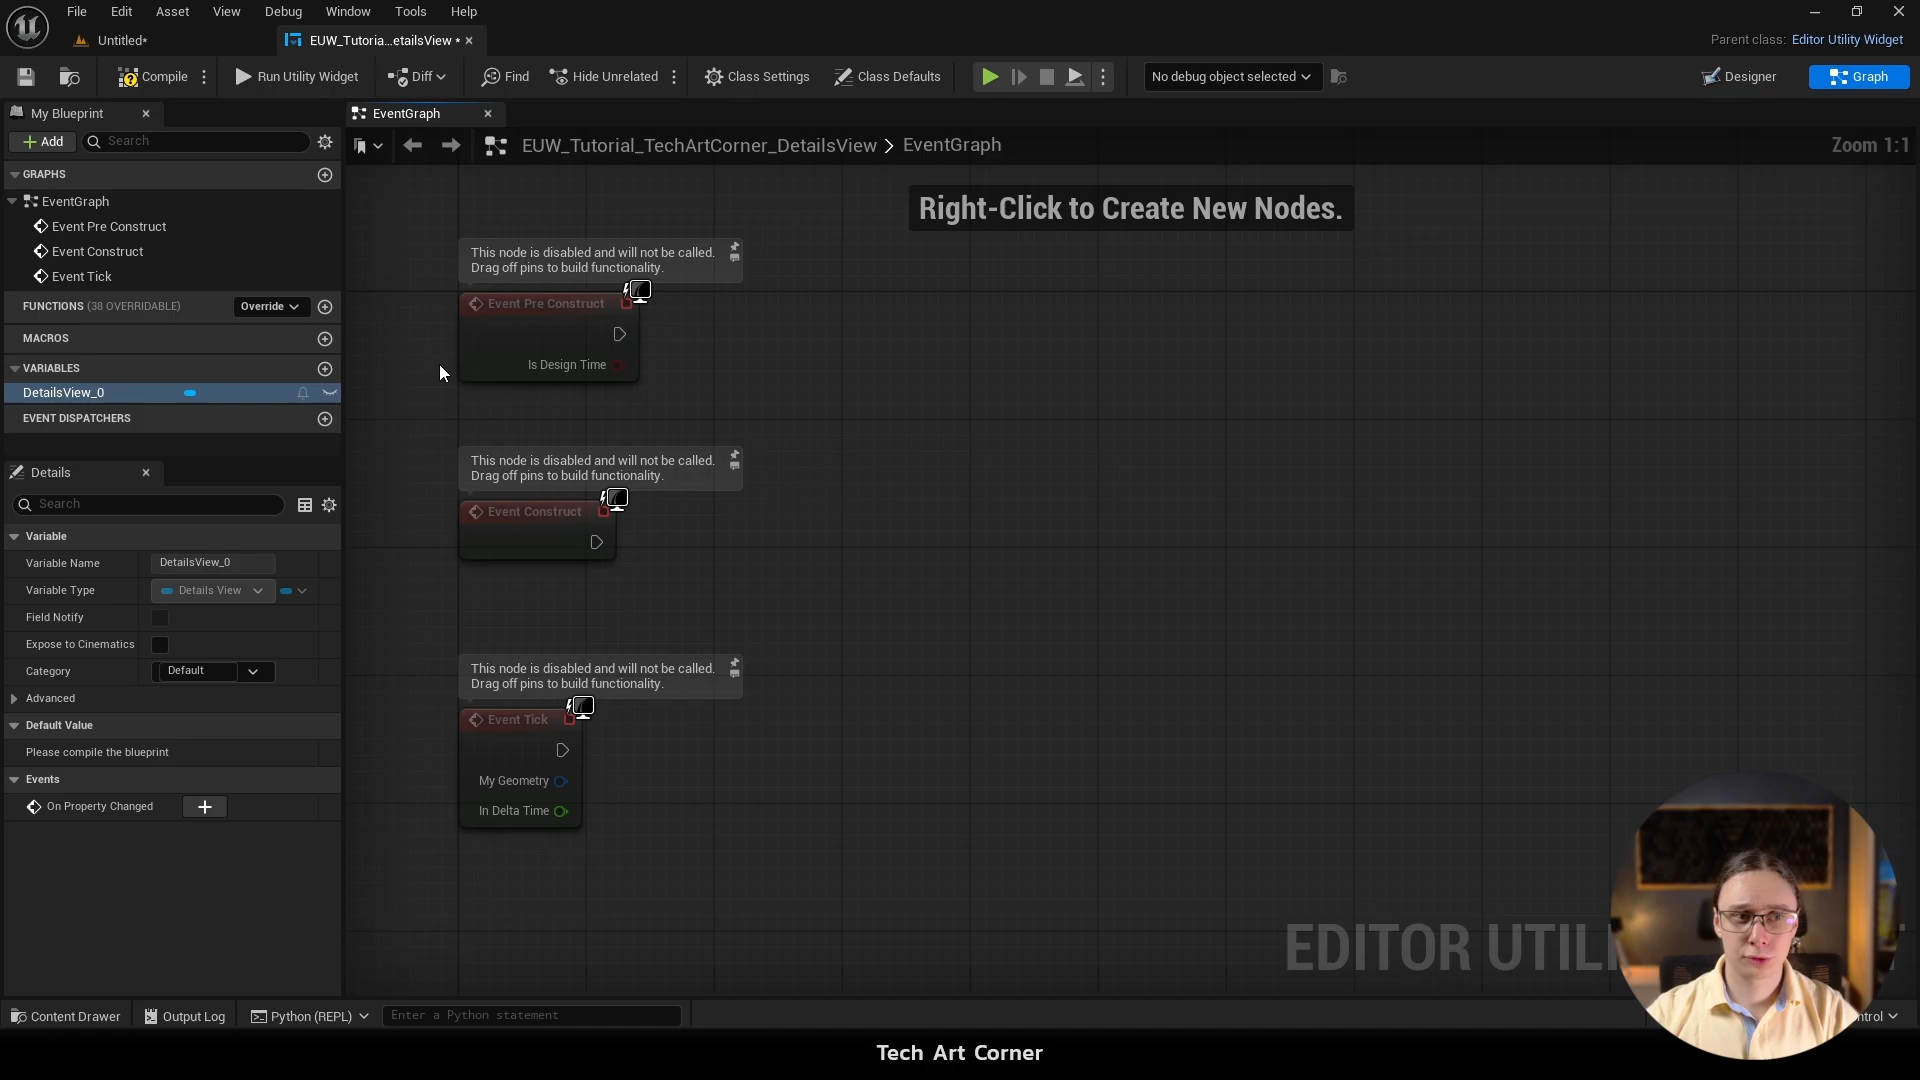 File Edit Asset View Debug Window Tools Help
Untitled*
EUW_Tutoria...etailsView *
Parent class: Editor Utility Widget
Compile
Run Utility Widget
Diff
Find
Hide Unrelated
Class Settings
Class Defaults
No debug object selected
Designer
Graph
My Blueprint
Add
Search
GRAPHS
EventGraph
Event Pre Construct
Event Construct
Event Tick
FUNCTIONS (38 OVERRIDABLE)
Override
MACROS
VARIABLES
DetailsView_0
EVENT DISPATCHERS
Details
Search
Variable
Variable Name DetailsView_0
Variable Type Details View
Field Notify
Expose to Cinematics
Category Default
Advanced
Default Value
Please compile the blueprint
Events
On Property Changed
EventGraph
EUW_Tutorial_TechArtCorner_DetailsView > EventGraph
Zoom 1:1
Right-Click to Create New Nodes.
This node is disabled and will not be called.
Drag off pins to build functionality.
Event Pre Construct
Is Design Time
This node is disabled and will not be called.
Drag off pins to build functionality.
Event Construct
This node is disabled and will not be called.
Drag off pins to build functionality.
Event Tick
My Geometry
In Delta Time
EDITOR UTILI
Content Drawer
Output Log
Python (REPL)
Enter a Python statement
ntrol
Tech Art Corner